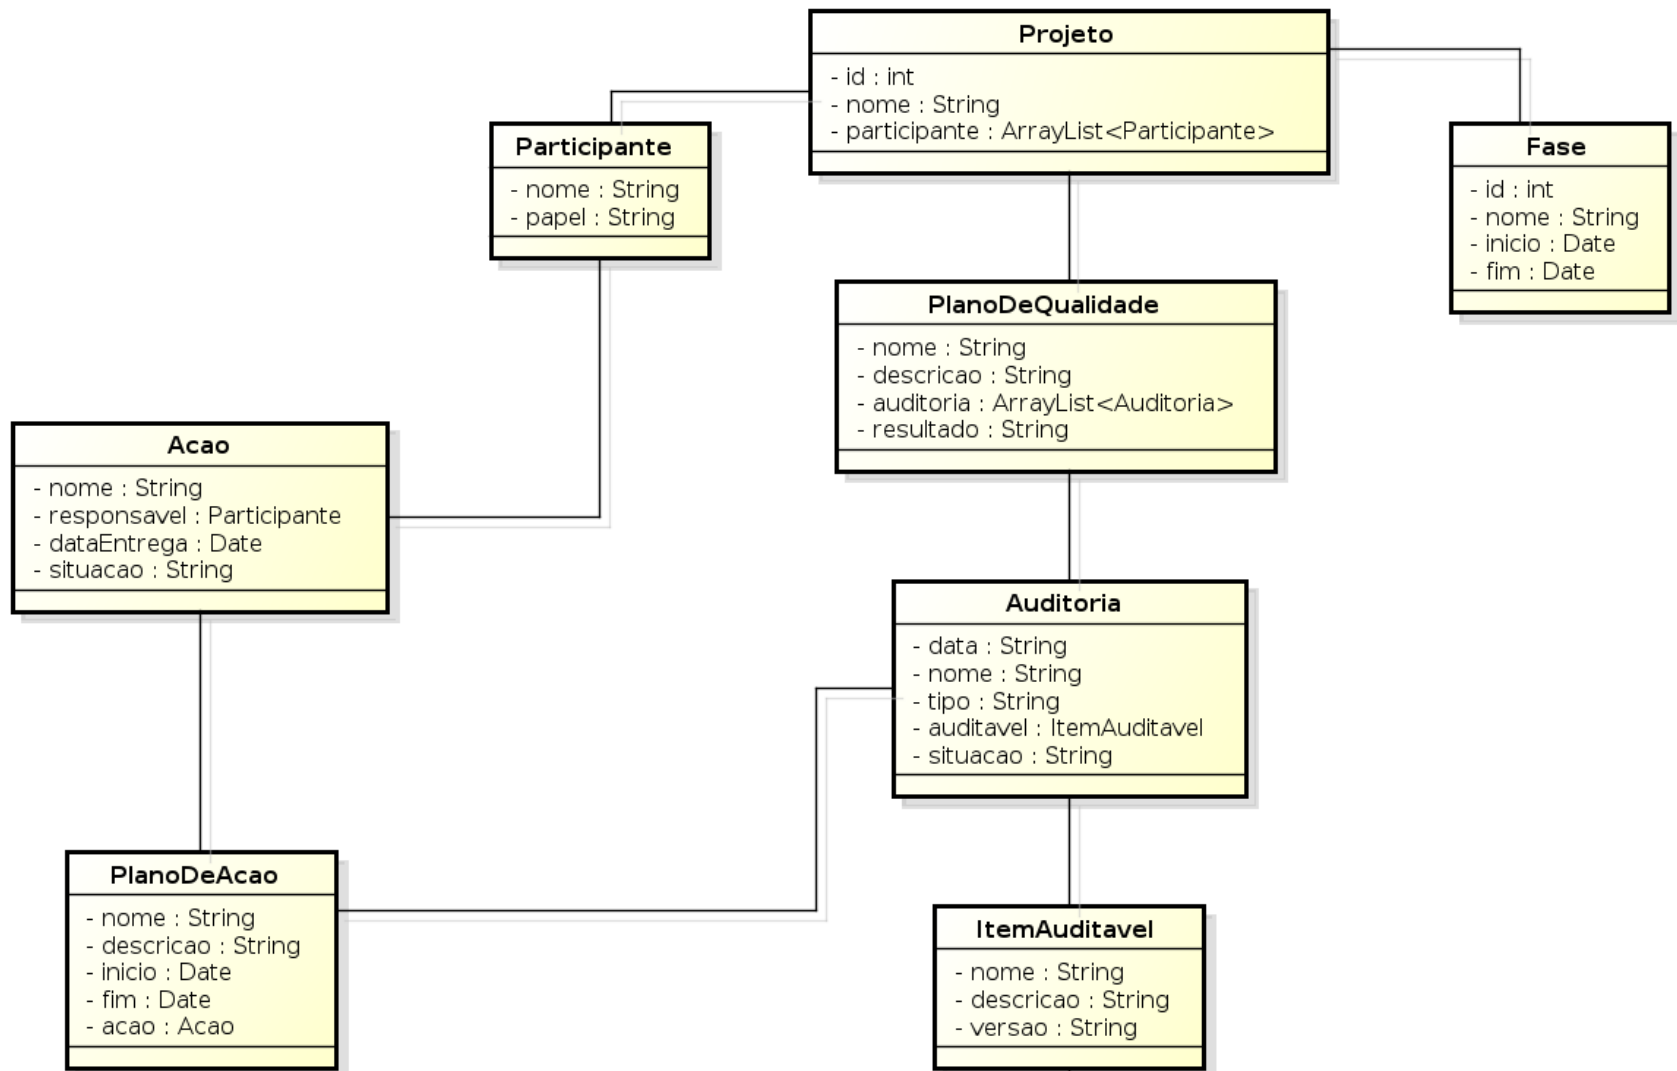 Projeto
- id : int
- nome : String
- participante : ArrayList<Participante>
Participante
- nome : String
- papel : String
Fase
- id : int
- nome : String
- inicio : Date
- fim : Date
PlanoDeQualidade
- nome : String
- descricao : String
- auditoria : ArrayList<Auditoria>
- resultado : String
Acao
- nome : String
- responsavel : Participante
- dataEntrega : Date
- situacao : String
Auditoria
- data : String
- nome : String
- tipo : String
- auditavel : ItemAuditavel
- situacao : String
PlanoDeAcao
- nome : String
- descricao : String
- inicio : Date
- fim : Date
- acao : Acao
ItemAuditavel
- nome : String
- descricao : String
- versao : String